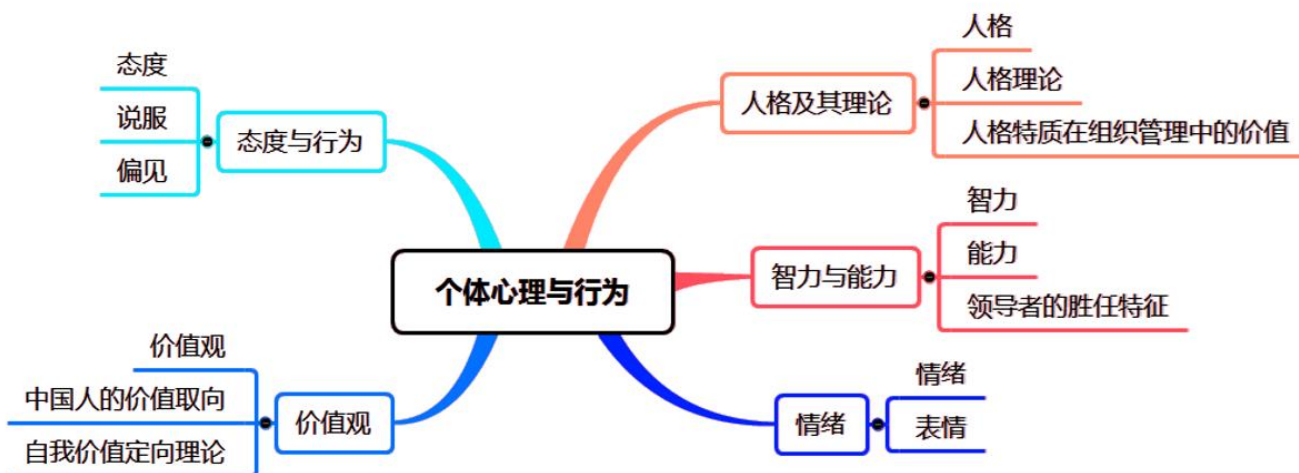 个体心理与行为
人格及其理论
人格
人格理论
人格特质在组织管理中的价值
智力与能力
智力
能力
领导者的胜任特征
情绪
情绪
表情
态度与行为
态度
说服
偏见
价值观
价值观
中国人的价值取向
自我价值定向理论